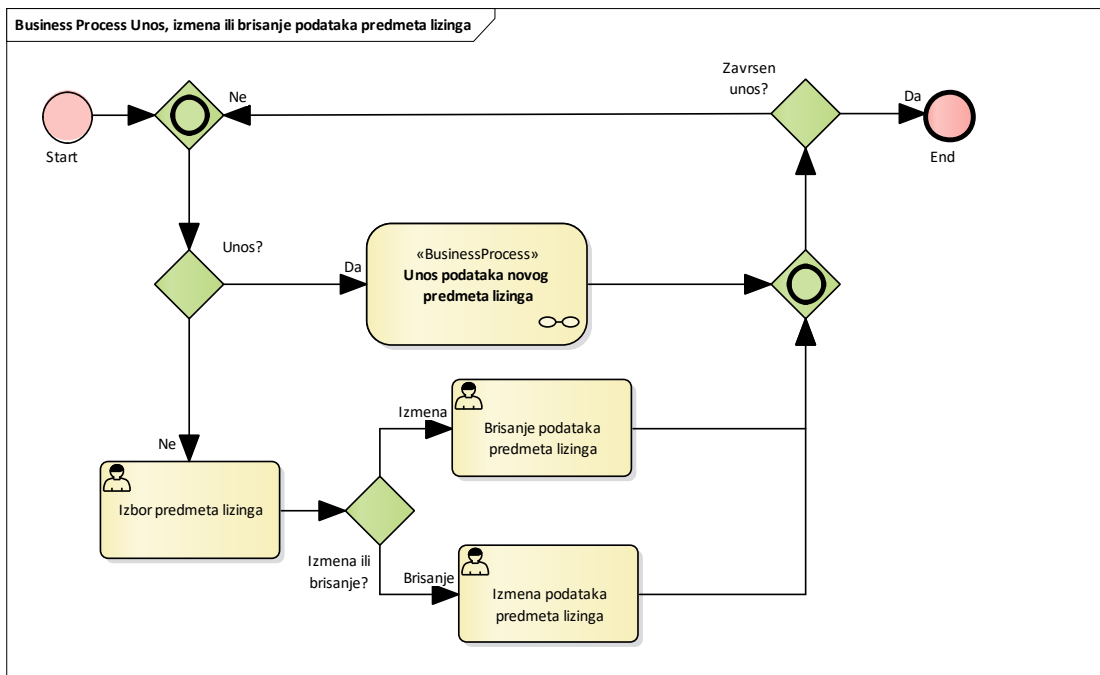 Business Process Unos, izmena ili brisanje podataka predmeta lizinga
Zavrsen
unos?
Ne
Da
Start
End
Unos?
Da
«BusinessProcess»
Unos podataka novog
predmeta lizinga
Ne
Izmena
Brisanje podataka
predmeta lizinga
Izbor predmeta lizinga
Izmena ili
brisanje?
Brisanje
Izmena podataka
predmeta lizinga